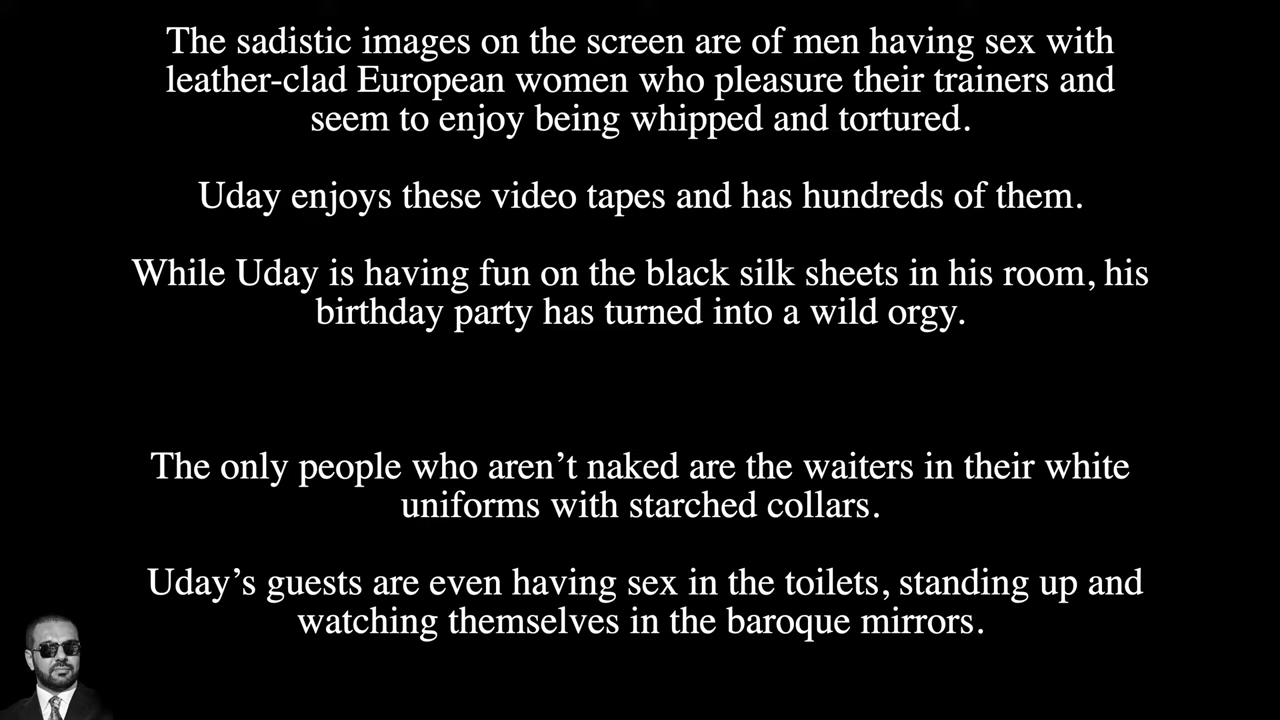 The sadistic images on the screen are of men having sex with
leather-clad European women who pleasure their trainers and
seem to enjoy being whipped and tortured.
Uday enjoys these video tapes and has hundreds of them.
While Uday is having fun on the black silk sheets in his room, his
birthday party has turned into a wild orgy.
The only people who aren’t naked are the waiters in their white
uniforms with starched collars.
Uday’s guests are even having sex in the toilets, standing up and
watching themselves in the baroque mirrors.